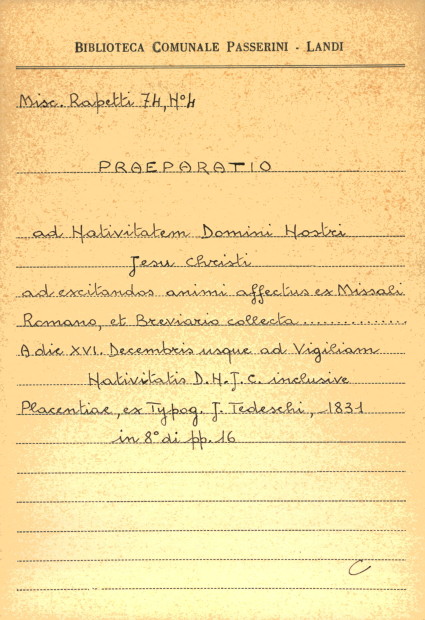 BIBLIOTECA COMUNALE PASSERINI - LANDI
Misc. Rapetti 74, N° 4
PRAEPARATIO
ad Nativitatem Domini Nostri
Jesu Christi
ad excitandos animi affectus ex Missali
Romano, et Breviario collecta ...............
A die XVI. Decembris usque ad Vigiliam
Nativitatis D. N. J. C. inclusive
Placentiae, ex Typog. J. Tedeschi, 1831
in 8° di pp. 16
C